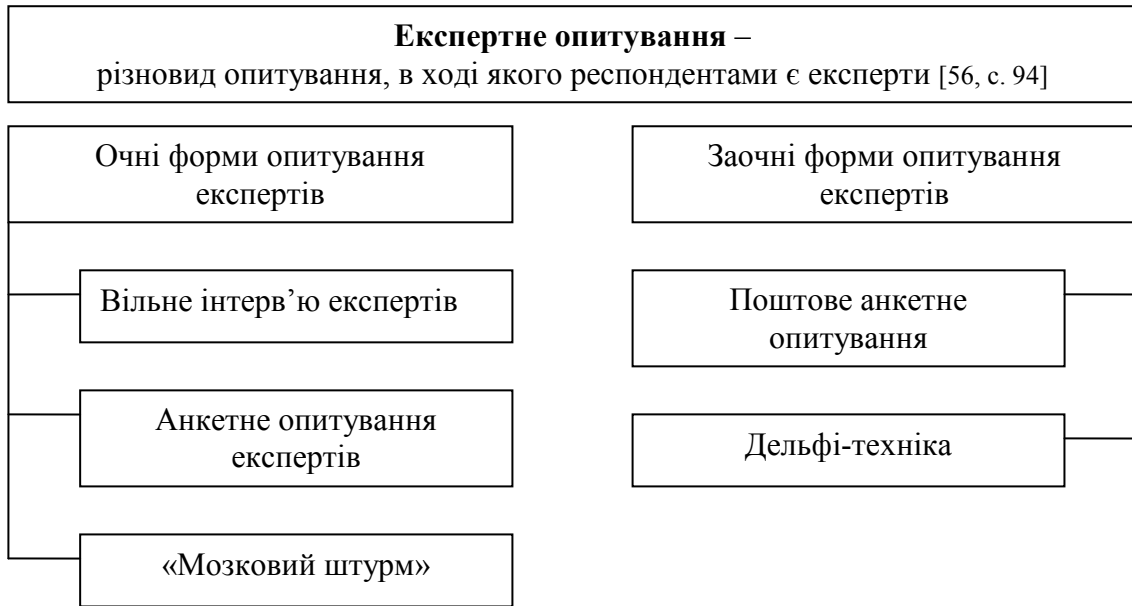 Експертне опитування –
різновид опитування, в ході якого респондентами є експерти [56, с. 94]
Очні форми опитування
експертів
Вільне інтерв’ю експертів
Анкетне опитування
експертів
«Мозковий штурм»
Заочні форми опитування
експертів
Поштове анкетне
опитування
Дельфі-техніка